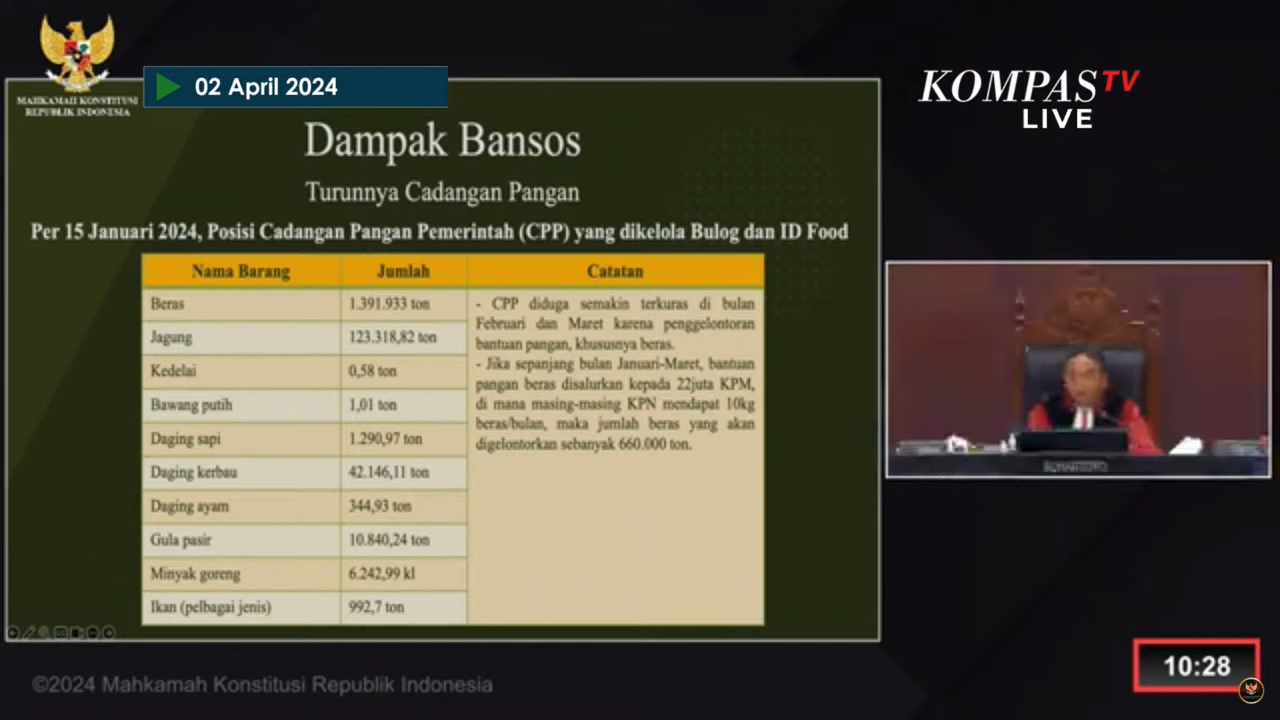 MAHKAMAH KONSTITUSI
REPUBLIK INDONESIA
02 April 2024
KOMPAS TV
LIVE
Dampak Bansos
Turunnya Cadangan Pangan
Per 15 Januari 2024, Posisi Cadangan Pangan Pemerintah (CPP) yang dikelola Bulog dan ID Food
Nama Barang Jumlah Catatan
Beras 1.391.933 ton
Jagung 123.318,82 ton
Kedelai 0,58 ton
Bawang putih 1,01 ton
Daging sapi 1.290,97 ton
Daging kerbau 42.146,11 ton
Daging ayam 344,93 ton
Gula pasir 10.840,24 ton
Minyak goreng 6.242,99 kl
Ikan (pelbagai jenis) 992,7 ton
- CPP diduga semakin terkuras di bulan
Februari dan Maret karena penggelontoran
bantuan pangan, khususnya beras.
- Jika sepanjang bulan Januari-Maret, bantuan
pangan beras disalurkan kepada 22juta KPM,
di mana masing-masing KPN mendapat 10kg
beras/bulan, maka jumlah beras yang akan
digelontorkan sebanyak 660.000 ton.
©2024 Mahkamah Konstitusi Republik Indonesia
10:28